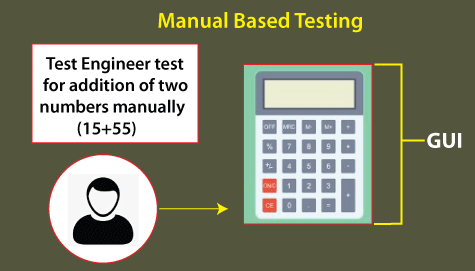 Manual Based Testing
Test Engineer test
for addition of two
numbers manually
(15+55)
OFF MRC M- M+ ÷
% 7 8 9 ×
+/- 4 5 6 -
ON/C 1 2 3 +
CE 0 . =
GUI